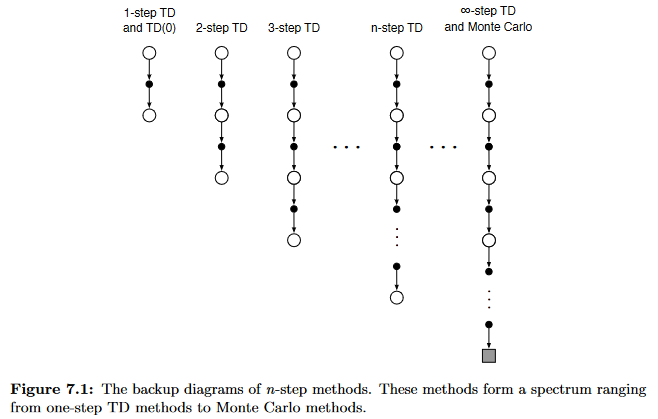 1-step TD
and TD(0)
2-step TD
3-step TD
n-step TD
∞-step TD
and Monte Carlo
Figure 7.1: The backup diagrams of n-step methods. These methods form a spectrum ranging
from one-step TD methods to Monte Carlo methods.